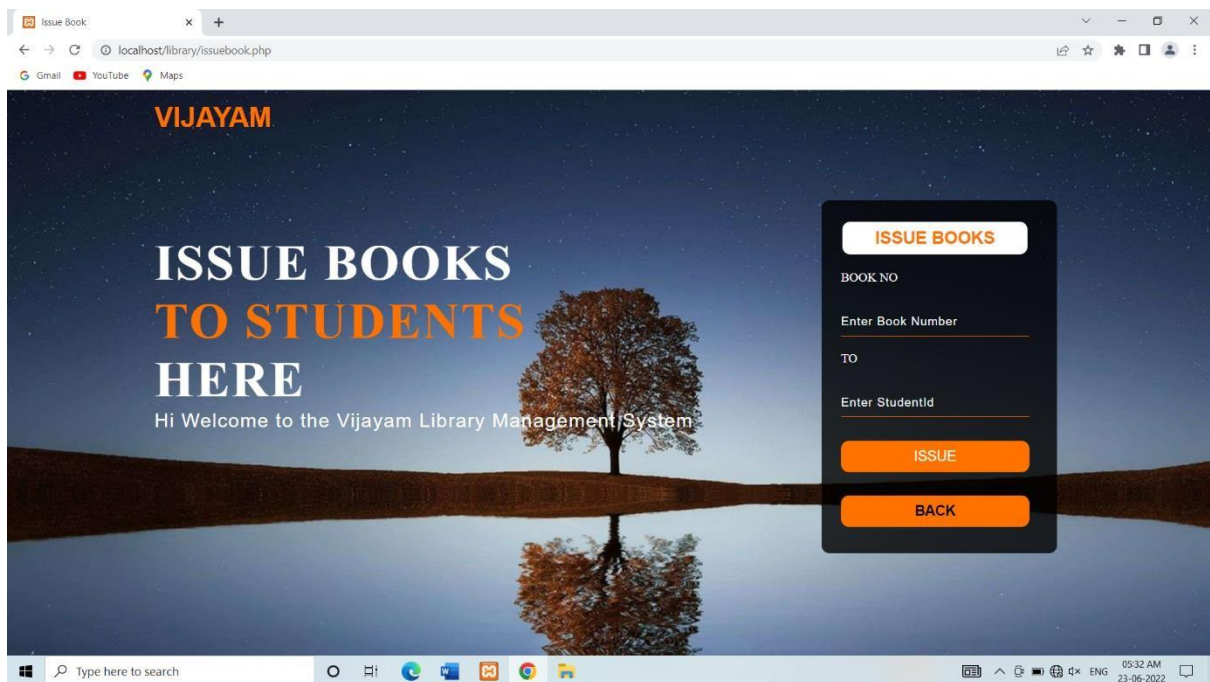 Issue Book
localhost/library/issuebook.php
Gmail YouTube Maps
VIJAYAM
ISSUE BOOKS
TO STUDENTS
HERE
Hi Welcome to the Vijayam Library Management System
ISSUE BOOKS
BOOK NO
Enter Book Number
TO
Enter StudentId
ISSUE
BACK
Type here to search
ENG
05:32 AM
23-06-2022